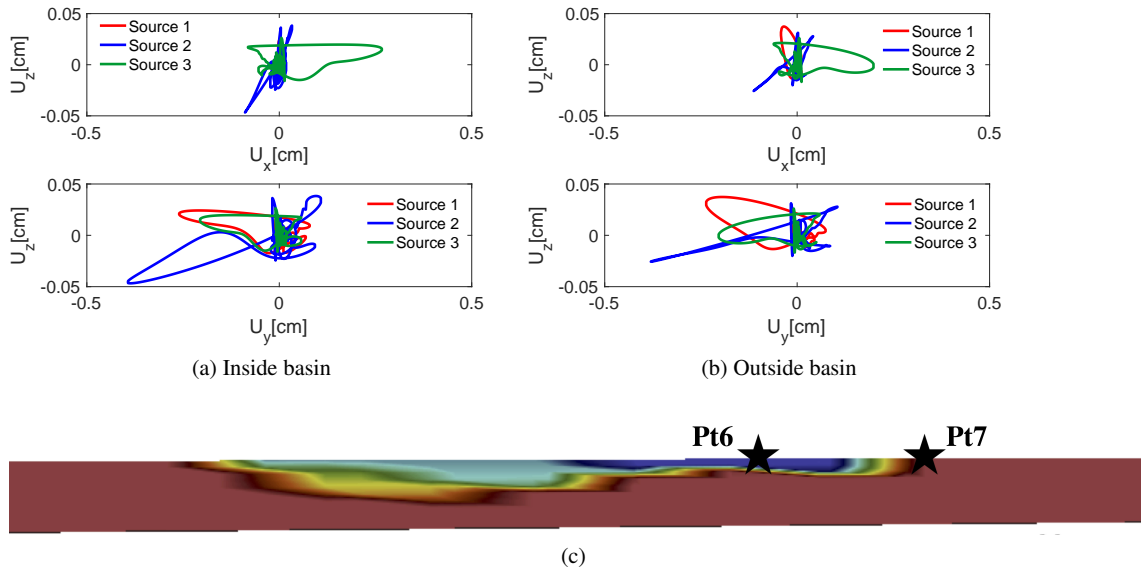 0.05
0
-0.05
U_z[cm]
Source 1
Source 2
Source 3
-0.5
0
0.5
U_x[cm]
0.05
0
-0.05
U_z[cm]
Source 1
Source 2
Source 3
-0.5
0
0.5
U_y[cm]
(a) Inside basin
0.05
0
-0.05
U_z[cm]
Source 1
Source 2
Source 3
-0.5
0
0.5
U_x[cm]
0.05
0
-0.05
U_z[cm]
Source 1
Source 2
Source 3
-0.5
0
0.5
U_y[cm]
(b) Outside basin
Pt6
Pt7
(c)